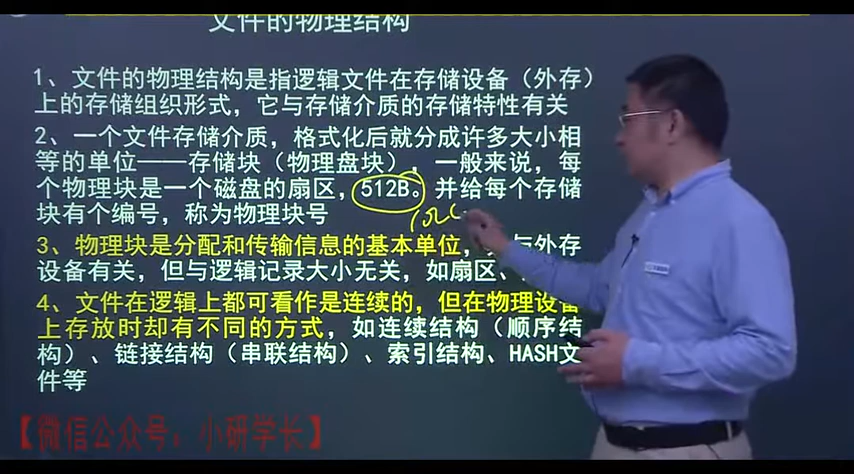 文件的物理结构
1、文件的物理结构是指逻辑文件在存储设备（外存）
上的存储组织形式，它与存储介质的存储特性有关
2、一个文件存储介质，格式化后就分成许多大小相
等的单位——存储块（物理盘块），一般来说，每
个物理块是一个磁盘的扇区，512B。并给每个存储
块有个编号，称为物理块号
3、物理块是分配和传输信息的基本单位，与外存
设备有关，但与逻辑记录大小无关，如扇区、
4、文件在逻辑上都可看作是连续的，但在物理设备
上存放时却有不同的方式，如连续结构（顺序结
构）、链接结构（串联结构）、索引结构、HASH文
件等
【微信公众号：小研学长】